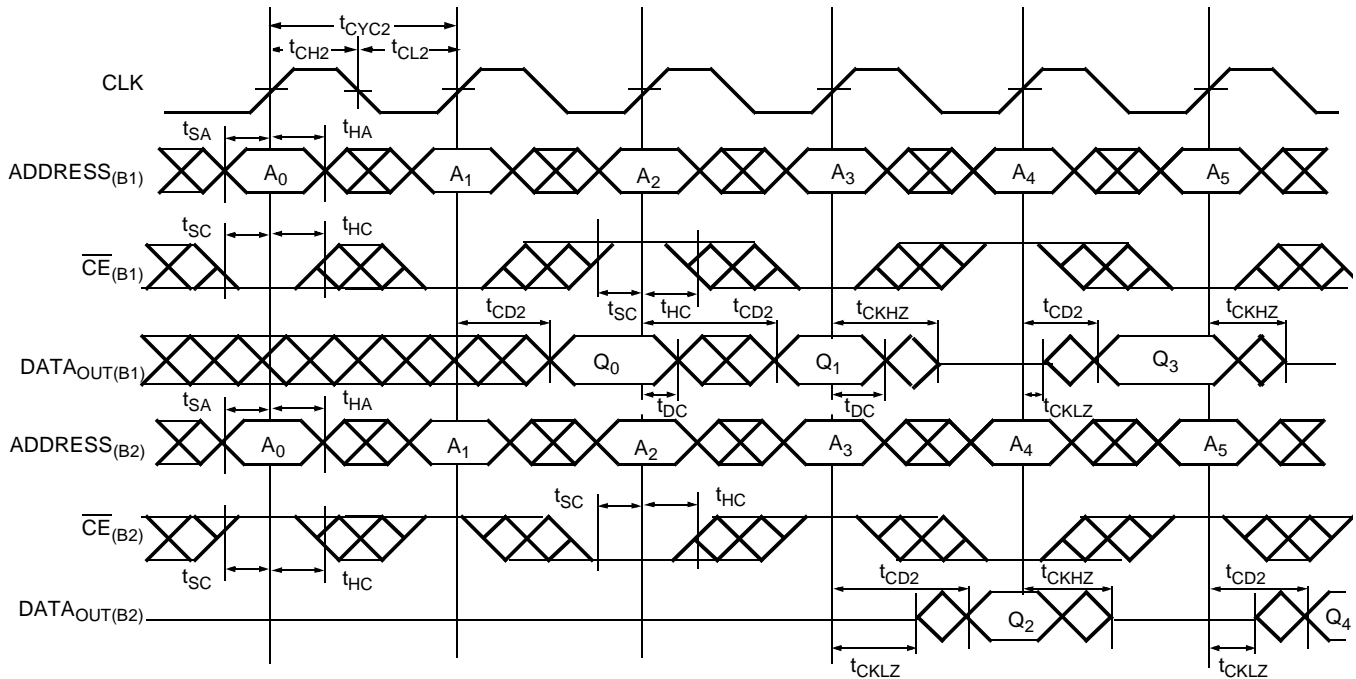 tCYC2
tCH2 tCL2
CLK
tSA tHA
ADDRESS(B1) A0 A1 A2 A3 A4 A5
tSC tHC
CE(B1)
tCD2 tSC tHC tCD2 tCKHZ tCD2 tCKHZ
DATAOUT(B1) Q0 Q1 Q3
tSA tHA tDC tDC tCKLZ
ADDRESS(B2) A0 A1 A2 A3 A4 A5
tSC tHC
CE(B2)
tSC tHC tCD2 tCKHZ tCD2
DATAOUT(B2) Q2 Q4
tCKLZ tCKLZ